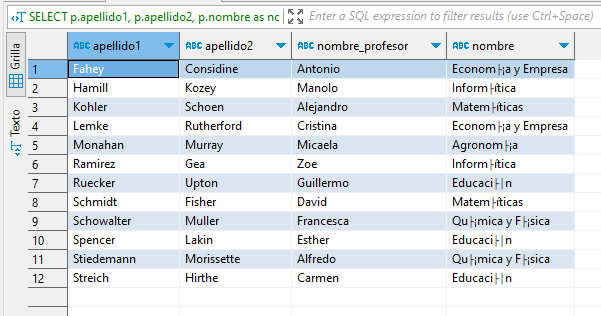 SELECT p.apellido1, p.apellido2, p.nombre as nc Enter a SQL expression to filter results (use Ctrl+Space)
Grilla
Texto
ABC apellido1 ABC apellido2 ABC nombre_profesor ABC nombre
1 Fahey Considine Antonio Econom├¡a y Empresa
2 Hamill Kozey Manolo Inform├ítica
3 Kohler Schoen Alejandro Matem├íticas
4 Lemke Rutherford Cristina Econom├¡a y Empresa
5 Monahan Murray Micaela Agronom├¡a
6 Ramirez Gea Zoe Inform├ítica
7 Ruecker Upton Guillermo Educaci├│n
8 Schmidt Fisher David Matem├íticas
9 Schowalter Muller Francesca Qu├¡mica y F├¡sica
10 Spencer Lakin Esther Educaci├│n
11 Stiedemann Morissette Alfredo Qu├¡mica y F├¡sica
12 Streich Hirthe Carmen Educaci├│n